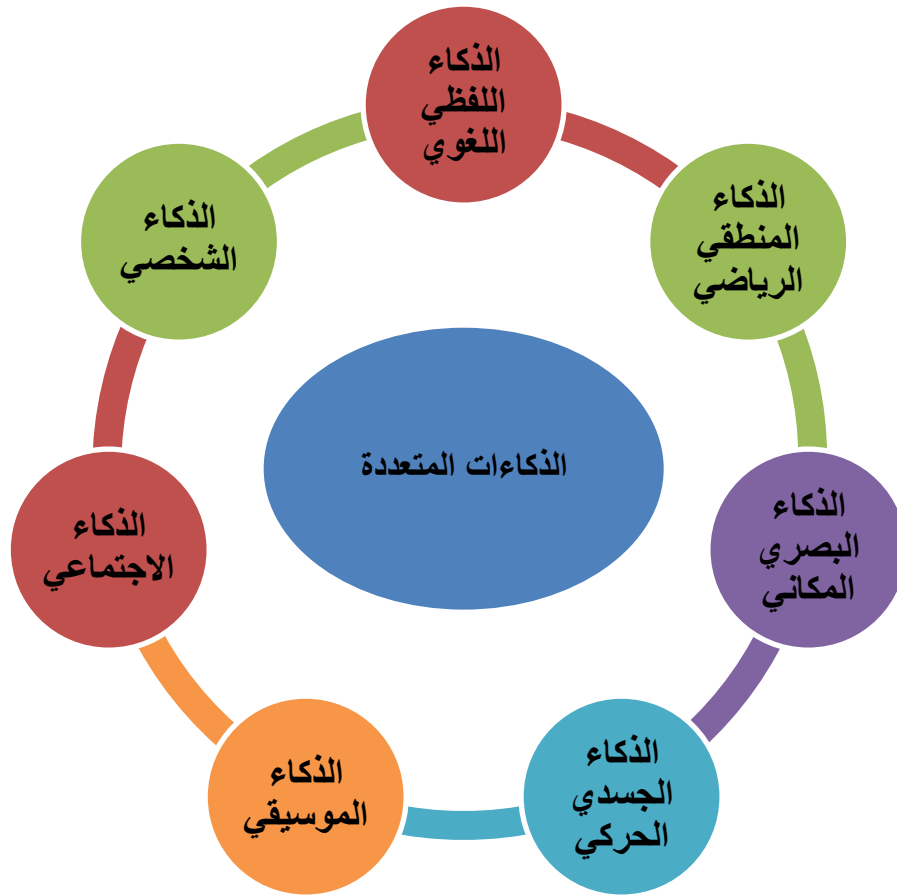 الذكاء
اللفظي
اللغوي
الذكاء
المنطقي
الرياضي
الذكاء
البصري
المكاني
الذكاء
الجسدي
الحركي
الذكاء
الموسيقي
الذكاء
الاجتماعي
الذكاء
الشخصي
الذكاءات المتعددة